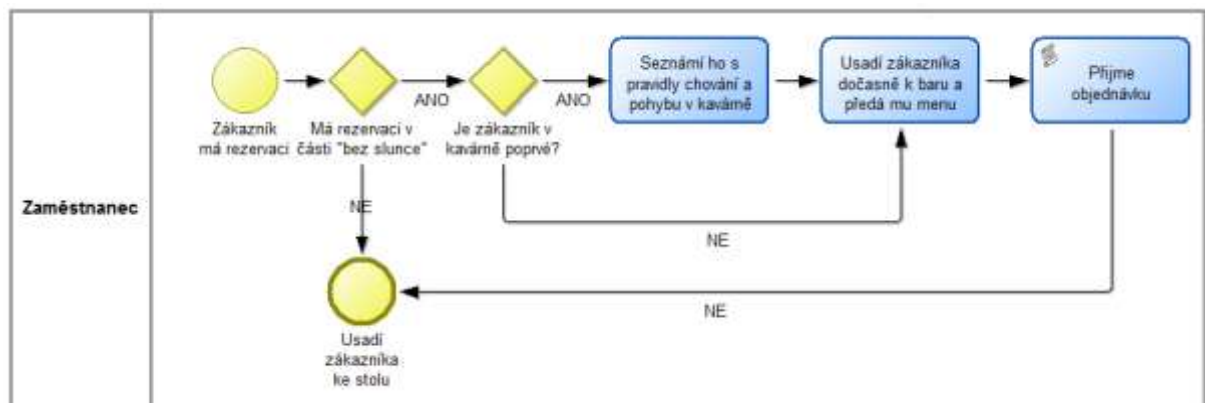 Zaměstnanec
Zákazník
má rezervaci
Má rezervaci v
části "bez slunce"
ANO
Je zákazník v
kavárně poprvé?
ANO
Seznámí ho s
pravidly chování a
pohybu v kavárně
Usadí zákazníka
dočasně k baru a
předá mu menu
Přijme
objednávku
NE
NE
NE
Usadí
zákazníka
ke stolu